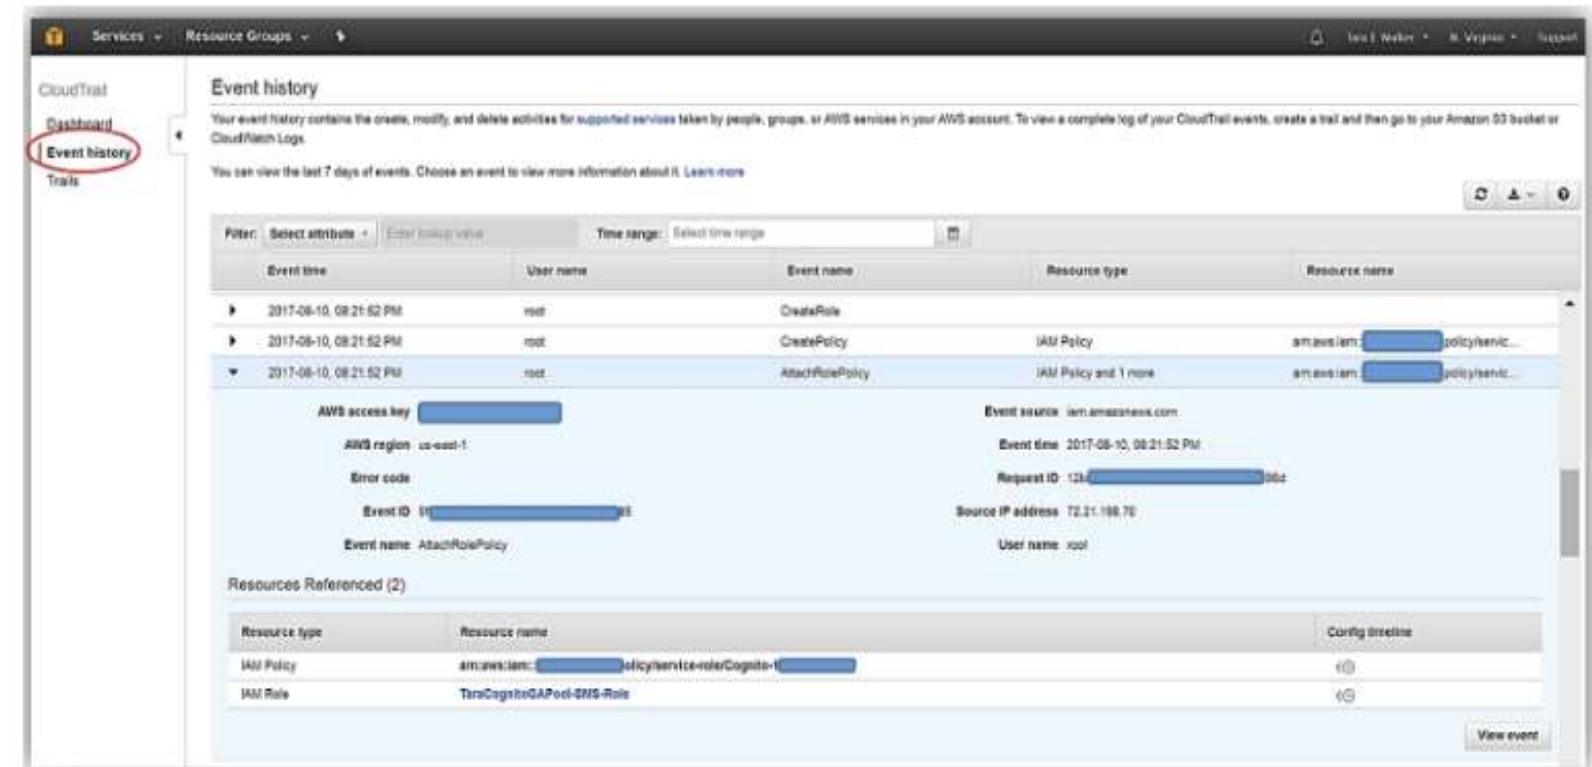 Services Resource Groups Tara E Walker N. Virginia Support
CloudTrail
Dashboard
Event history
Trails
Event history
Your event history contains the create, modify, and delete activities for supported services taken by people, groups, or AWS services in your AWS account. To view a complete log of your CloudTrail events, create a trail and then go to your Amazon S3 bucket or
CloudWatch Logs.
You can view the last 7 days of events. Choose an event to view more information about it. Learn more
Filter: Select attribute Enter lookup value Time range: Select time range
Event time User name Event name Resource type Resource name
2017-08-10, 08:21:52 PM root CreateRole
2017-08-10, 08:21:52 PM root CreatePolicy IAM Policy arn:aws:iam: policy/servic...
2017-08-10, 08:21:52 PM root AttachRolePolicy IAM Policy and 1 more arn:aws:iam: policy/servic...
AWS access key Event source iam.amazonaws.com
AWS region us-east-1 Event time 2017-08-10, 08:21:52 PM
Error code Request ID
Event ID Source IP address 72.21.198.70
Event name AttachRolePolicy User name root
Resources Referenced (2)
Resource type Resource name Config timeline
IAM Policy arn:aws:iam:: olicy/service-role/Cognito-1
IAM Role TaraCognitoGAPool-SMS-Role
View event